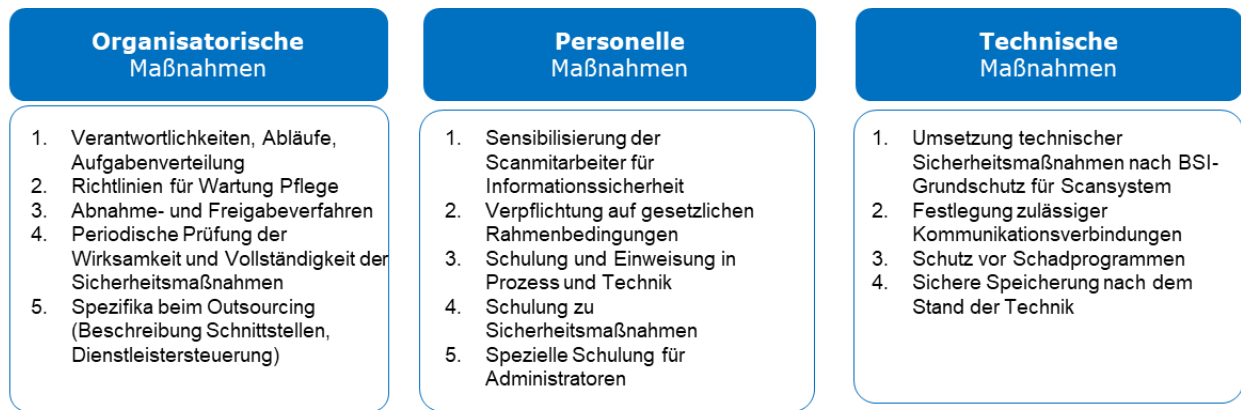 Organisatorische
Maßnahmen
1. Verantwortlichkeiten, Abläufe,
Aufgabenverteilung
2. Richtlinien für Wartung Pflege
3. Abnahme- und Freigabeverfahren
4. Periodische Prüfung der
Wirksamkeit und Vollständigkeit der
Sicherheitsmaßnahmen
5. Spezifika beim Outsourcing
(Beschreibung Schnittstellen,
Dienstleistersteuerung)
Personelle
Maßnahmen
1. Sensibilisierung der
Scanmitarbeiter für
Informationssicherheit
2. Verpflichtung auf gesetzlichen
Rahmenbedingungen
3. Schulung und Einweisung in
Prozess und Technik
4. Schulung zu
Sicherheitsmaßnahmen
5. Spezielle Schulung für
Administratoren
Technische
Maßnahmen
1. Umsetzung technischer
Sicherheitsmaßnahmen nach BSI-
Grundschutz für Scansystem
2. Festlegung zulässiger
Kommunikationsverbindungen
3. Schutz vor Schadprogrammen
4. Sichere Speicherung nach dem
Stand der Technik